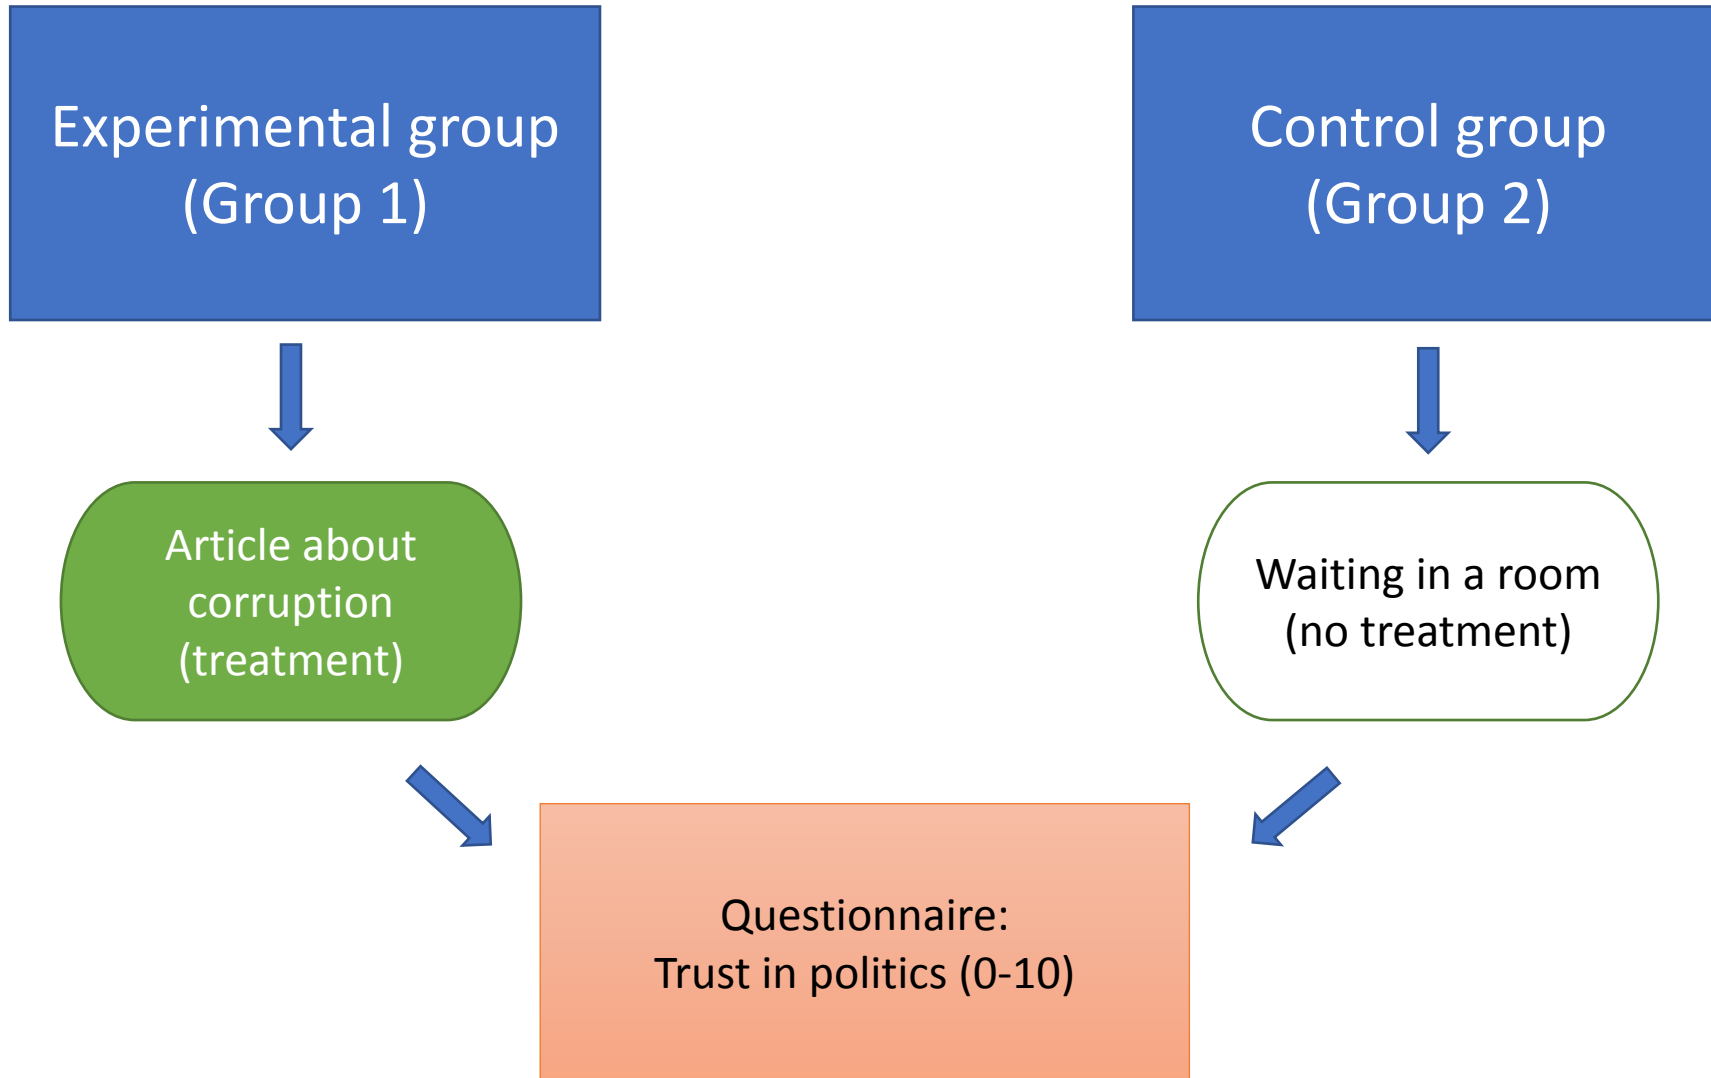 Experimental group
(Group 1)
Control group
(Group 2)
Article about
corruption
(treatment)
Waiting in a room
(no treatment)
Questionnaire:
Trust in politics (0-10)